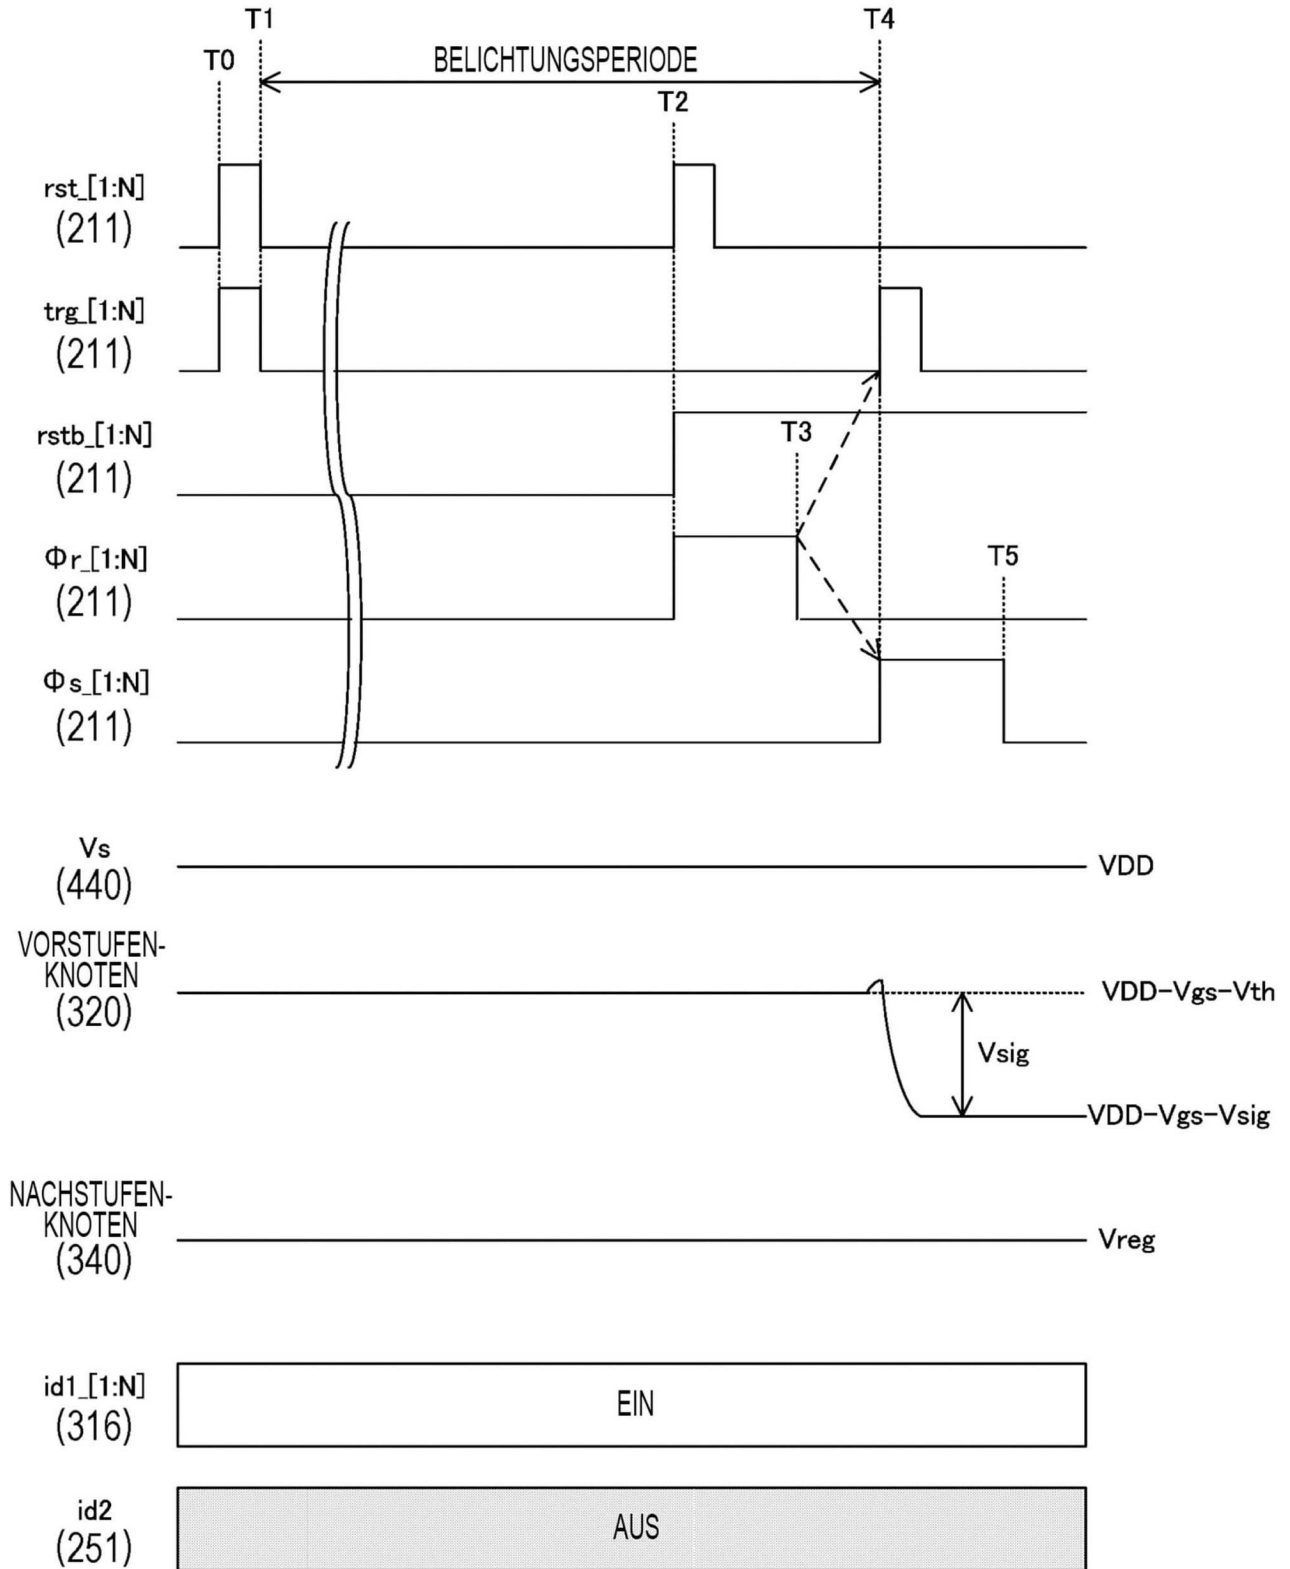 T1
T4
T0
BELICHTUNGSPERIODE
T2
rst_[1:N]
(211)
trg_[1:N]
(211)
rstb_[1:N]
(211)
T3
Φr_[1:N]
(211)
T5
Φs_[1:N]
(211)
Vs
(440)
VDD
VORSTUFEN-
KNOTEN
(320)
VDD-Vgs-Vth
Vsig
VDD-Vgs-Vsig
NACHSTUFEN-
KNOTEN
(340)
Vreg
id1_[1:N]
(316)
EIN
id2
(251)
AUS